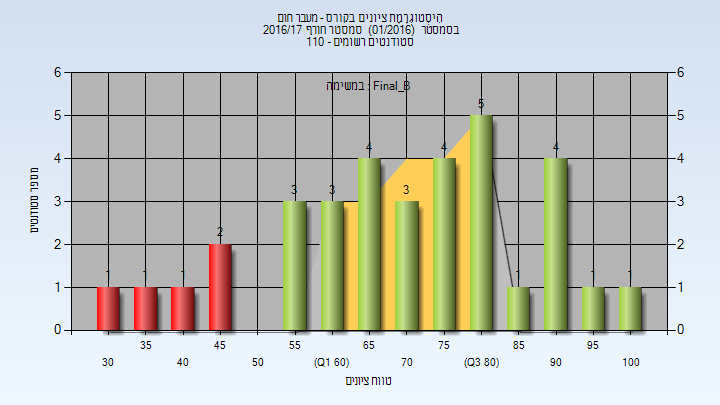 היסטוגרמת ציונים בקורס - מעבר חום
בסמסטר (01/2016) סמסטר חורף 2016/17
סטודנטים רשומים - 110
במשימה : Final_B
מספר סטודנטים
6 6
5 5
4 4
3 3
2 2
1 1
0 0
1 1 1 2 3 3 4 3 4 5 1 4 1 1
35 45 55 65 75 85 95
30 40 50 (Q1 60) 70 (Q3 80) 90 100
טווח ציונים